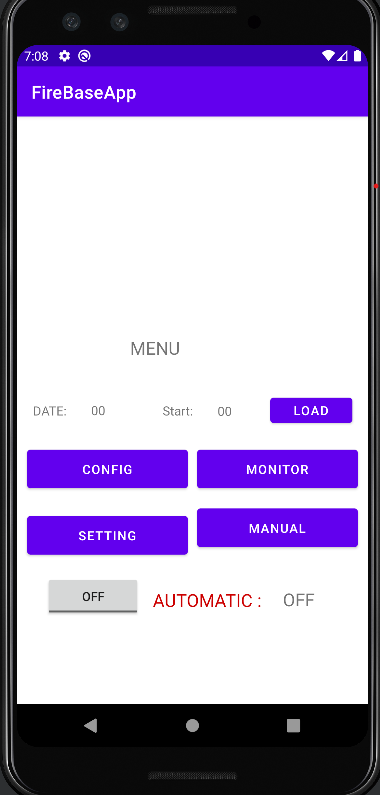 7:08
FireBaseApp
MENU
DATE: 00 Start: 00 LOAD
CONFIG MONITOR
SETTING MANUAL
OFF AUTOMATIC : OFF